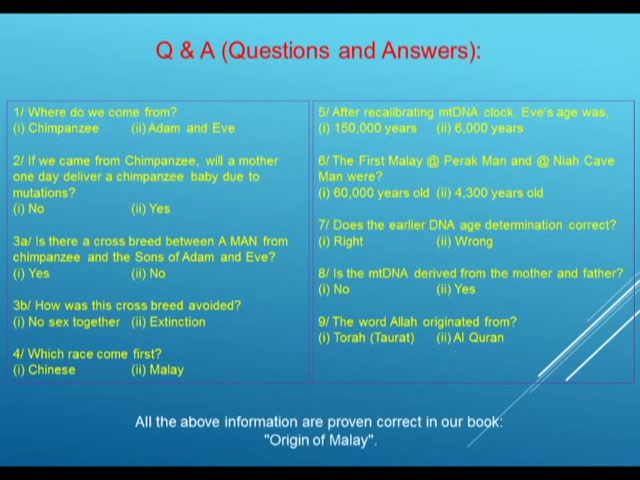 Q & A (Questions and Answers):
1/ Where do we come from?
(i) Chimpanzee (ii) Adam and Eve
2/ If we came from Chimpanzee, will a mother
one day deliver a chimpanzee baby due to
mutations?
(i) No (ii) Yes
3a/ Is there a cross breed between A MAN from
chimpanzee and the Sons of Adam and Eve?
(i) Yes (ii) No
3b/ How was this cross breed avoided?
(i) No sex together (ii) Extinction
4/ Which race come first?
(i) Chinese (ii) Malay
5/ After recalibrating mtDNA clock, Eve's age was,
(i) 150,000 years (ii) 6,000 years
6/ The First Malay @ Perak Man and @ Niah Cave
Man were?
(i) 60,000 years old (ii) 4,300 years old
7/ Does the earlier DNA age determination correct?
(i) Right (ii) Wrong
8/ Is the mtDNA derived from the mother and father?
(i) No (ii) Yes
9/ The word Allah originated from?
(i) Torah (Taurat) (ii) Al Quran
All the above information are proven correct in our book:
"Origin of Malay".